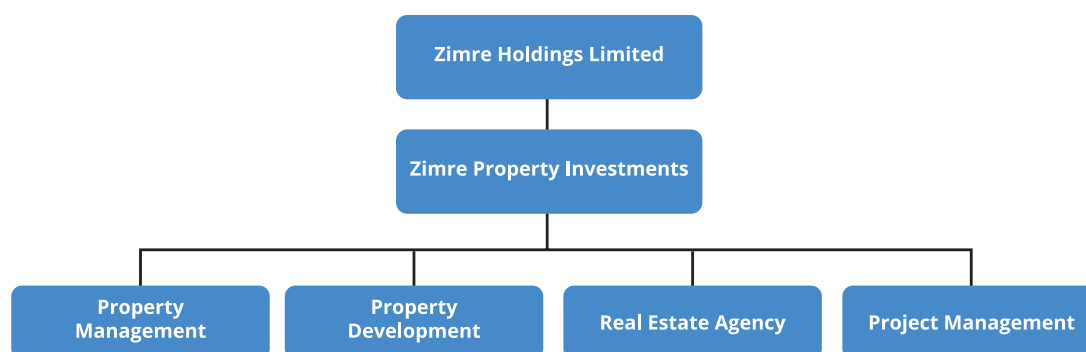 Zimre Holdings Limited
Zimre Property Investments
Property
Management
Property
Development
Real Estate Agency
Project Management